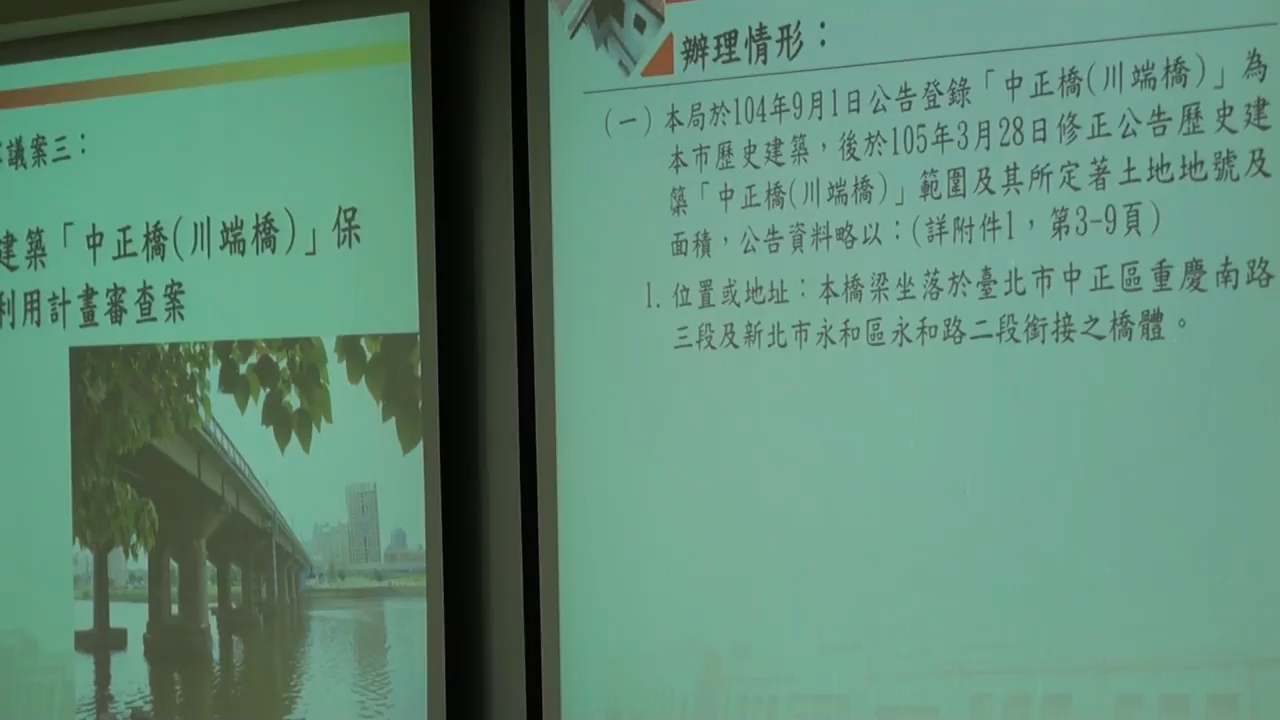 議案三：
建築「中正橋(川端橋)」保
利用計畫審查案
辦理情形：
(一)本局於104年9月1日公告登錄「中正橋(川端橋)」為
本市歷史建築，後於105年3月28日修正公告歷史建
築「中正橋(川端橋)」範圍及其所定著土地地號及
面積，公告資料略以：(詳附件1，第3-9頁)
1. 位置或地址：本橋梁坐落於臺北市中正區重慶南路
三段及新北市永和區永和路二段銜接之橋體。